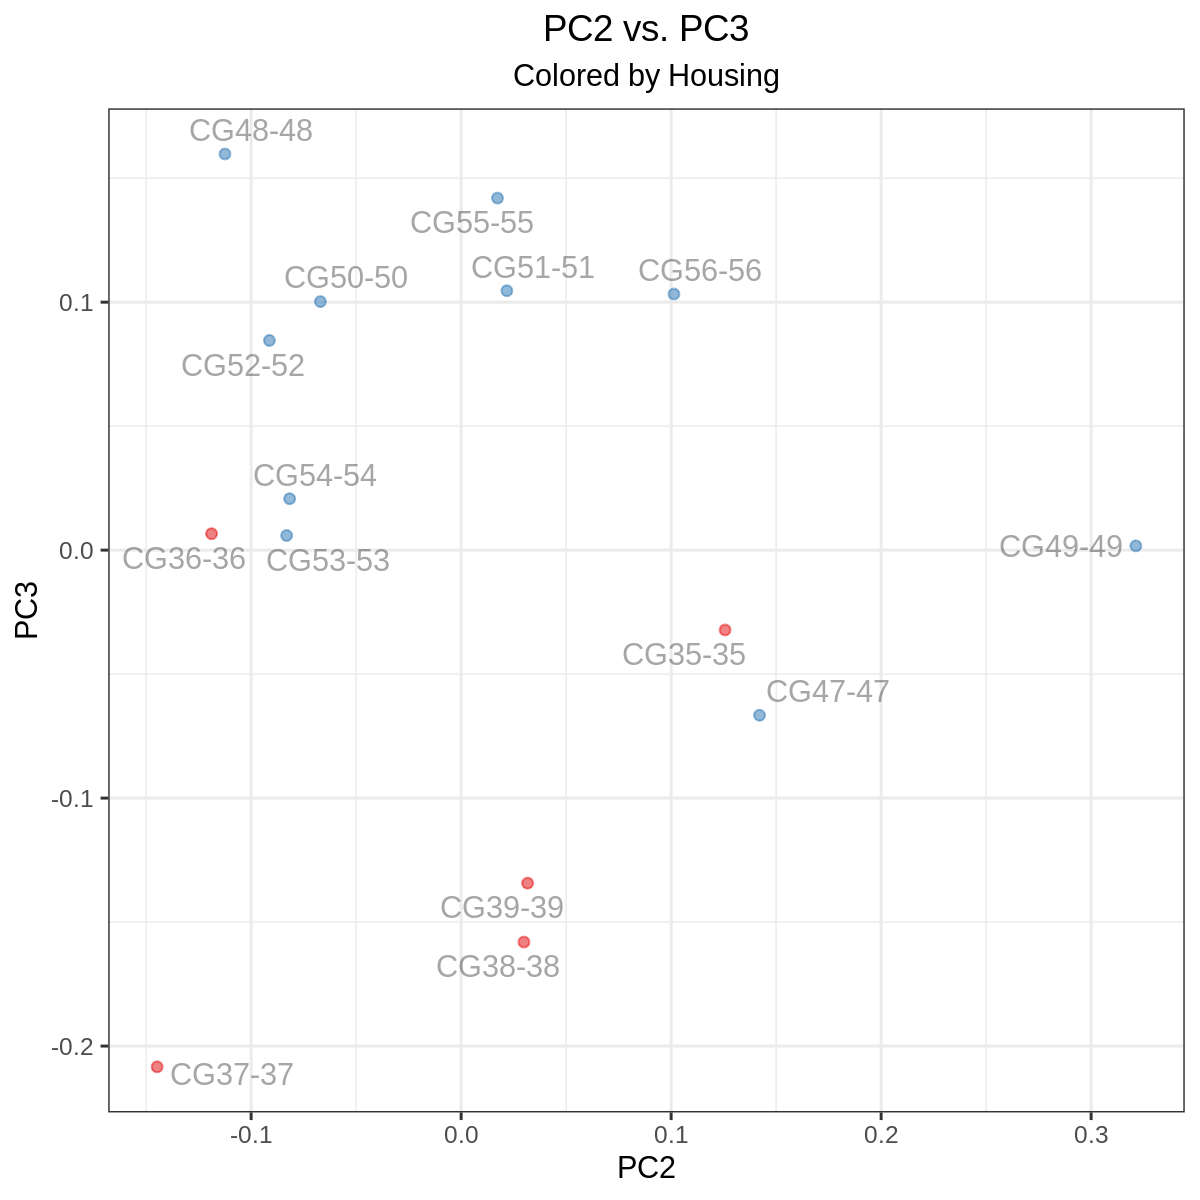 PC2 vs. PC3
Colored by Housing
CG48-48
CG55-55
CG51-51
CG56-56
CG50-50
0.1
CG52-52
CG54-54
0.0
CG36-36
CG53-53
CG49-49
PC3
CG35-35
CG47-47
-0.1
CG39-39
CG38-38
-0.2
CG37-37
-0.1 0.0 0.1 0.2 0.3
PC2